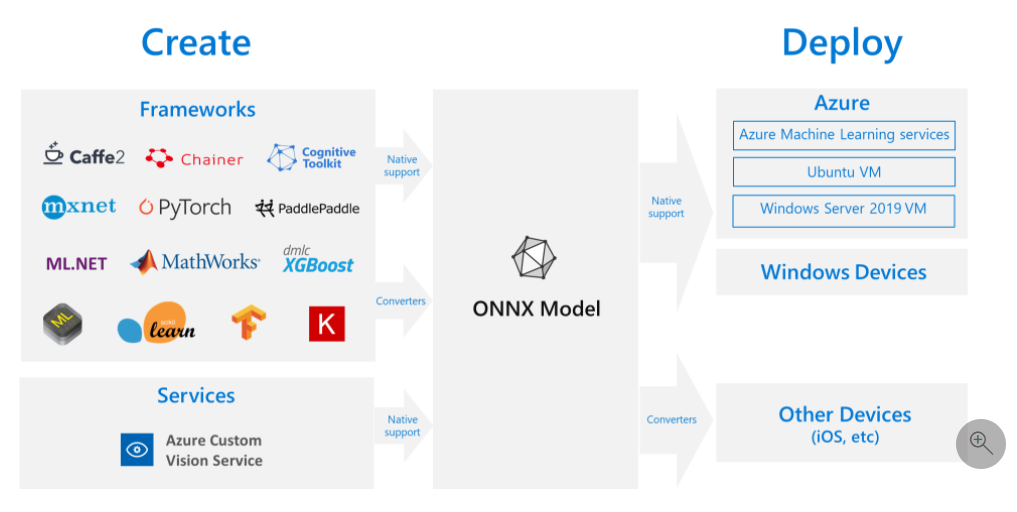 Create
Deploy
Frameworks
Caffe2
Chainer
Cognitive
Toolkit
mxnet
PyTorch
PaddlePaddle
ML.NET
MathWorks®
dmlc
XGBoost
ML
learn
K
Native
support
Converters
Services
Azure Custom
Vision Service
Native
support
ONNX Model
Native
support
Converters
Azure
Azure Machine Learning services
Ubuntu VM
Windows Server 2019 VM
Windows Devices
Other Devices
(iOS, etc)